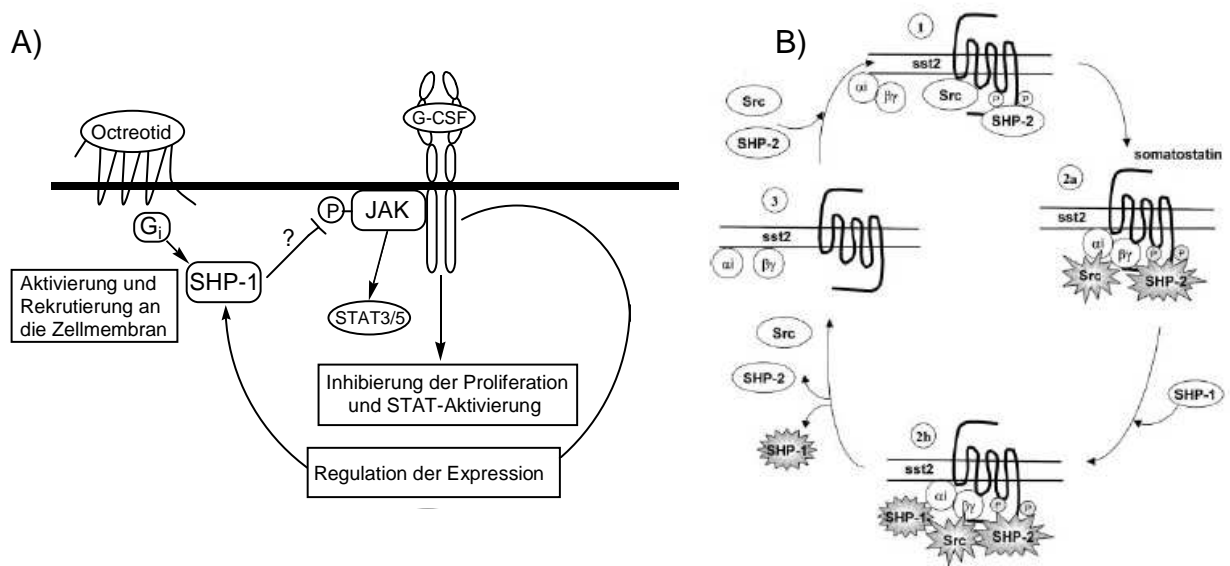 A)
Octreotid
G-CSF
P
JAK
Gi
?
SHP-1
Aktivierung und
Rekrutierung an
die Zellmembran
STAT3/5
Inhibierung der Proliferation
und STAT-Aktivierung
Regulation der Expression
B)
1
sst2
αi
βγ
Src
P
P
SHP-2
Src
SHP-2
somatostatin
2a
sst2
αi
βγ
P
P
Src
SHP-2
3
sst2
αi
βγ
Src
SHP-2
SHP-1
SHP-1
2b
sst2
αi
βγ
P
P
SHP-1
Src
SHP-2